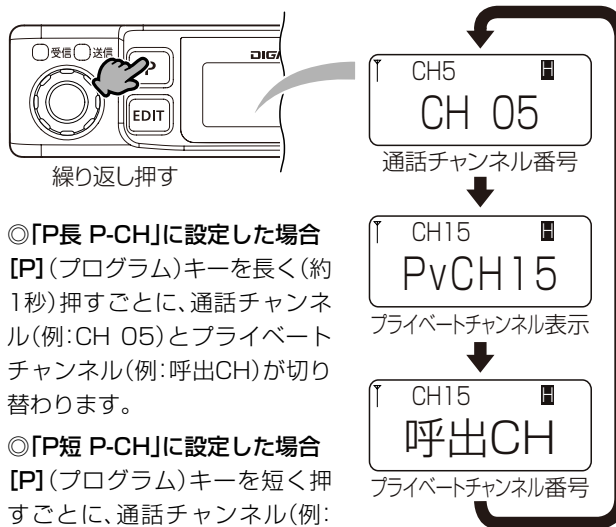 受信
送信
P
DIGA
EDIT
繰り返し押す
◎「P長 P-CH」に設定した場合
[P](プログラム)キーを長く(約
1秒)押すごとに、通話チャンネ
ル(例:CH 05)とプライベート
チャンネル(例:呼出CH)が切り
替わります。
◎「P短 P-CH」に設定した場合
[P](プログラム)キーを短く押
すごとに、通話チャンネル(例:
CH5 H
CH 05
通話チャンネル番号
CH15 H
PvCH15
プライベートチャンネル表示
CH15 H
呼出CH
プライベートチャンネル番号